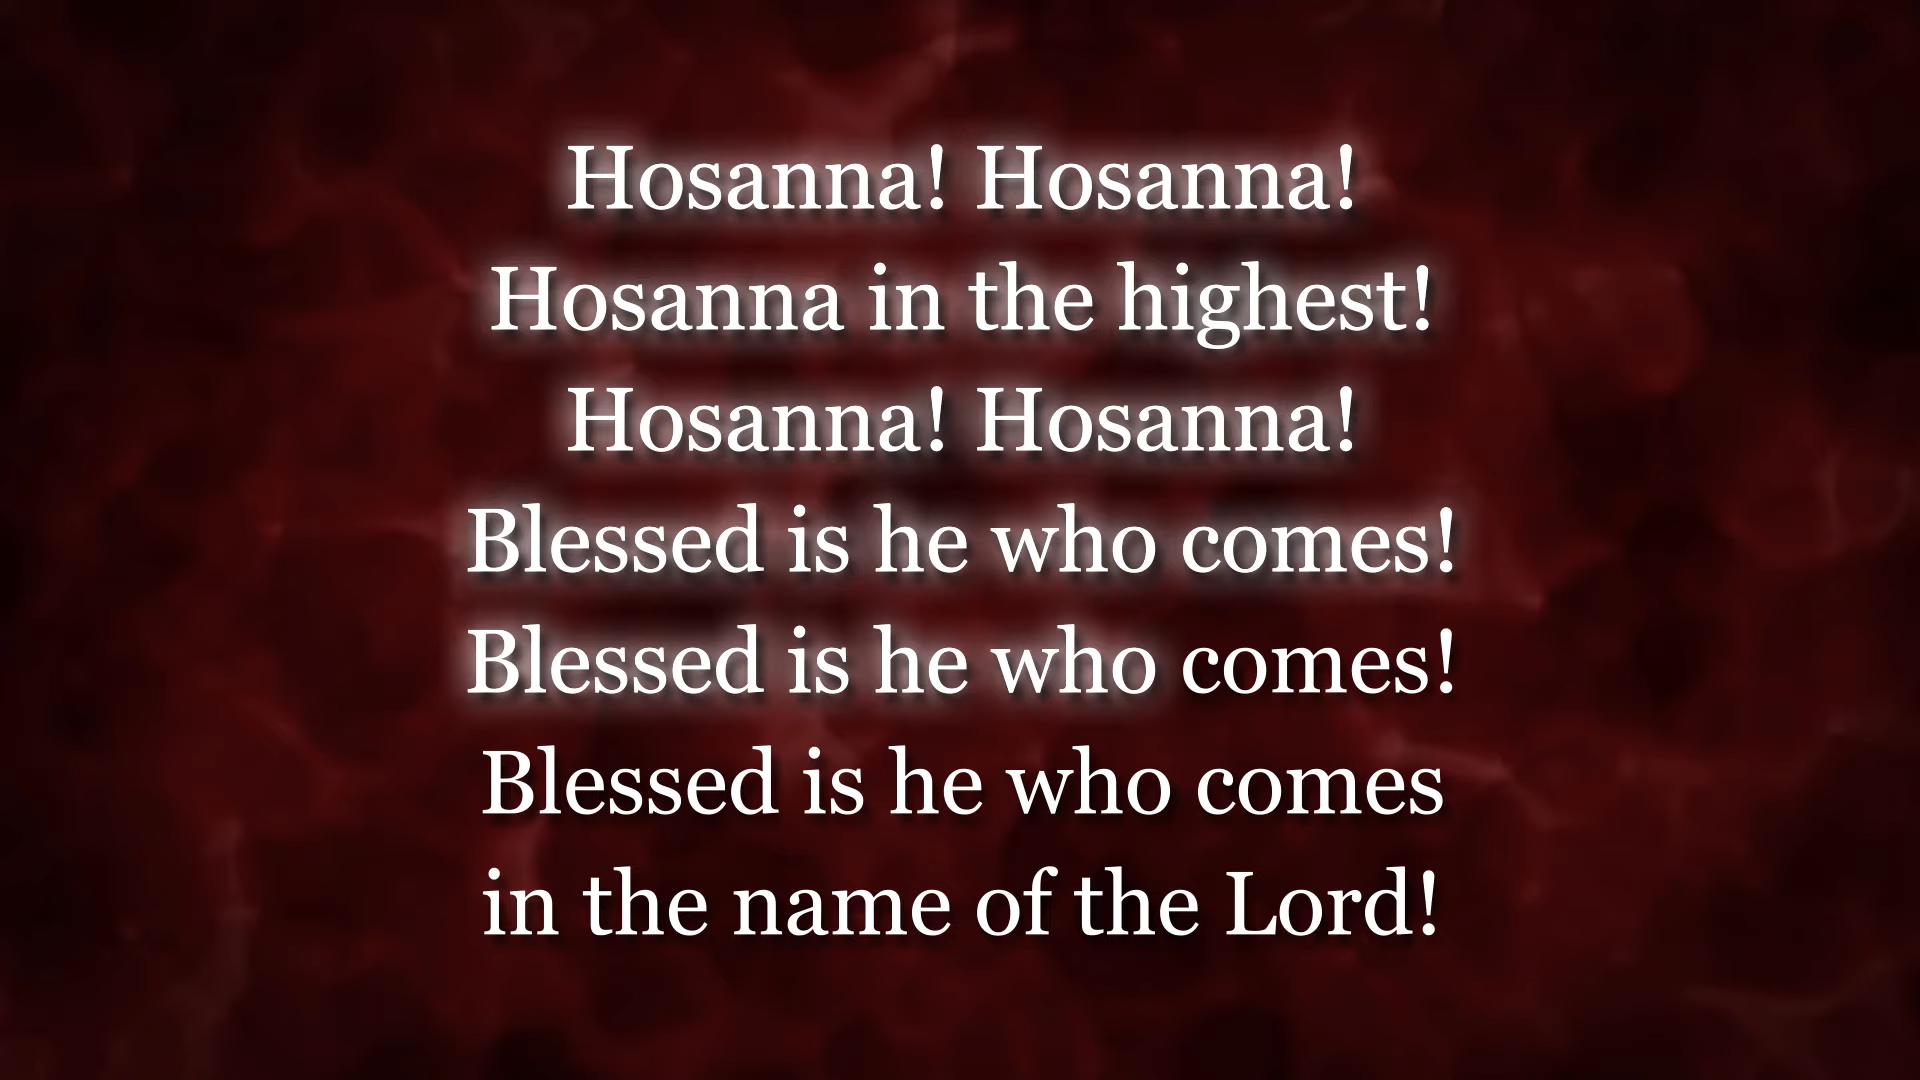 Hosanna! Hosanna!
Hosanna in the highest!
Hosanna! Hosanna!
Blessed is he who comes!
Blessed is he who comes!
Blessed is he who comes
in the name of the Lord!